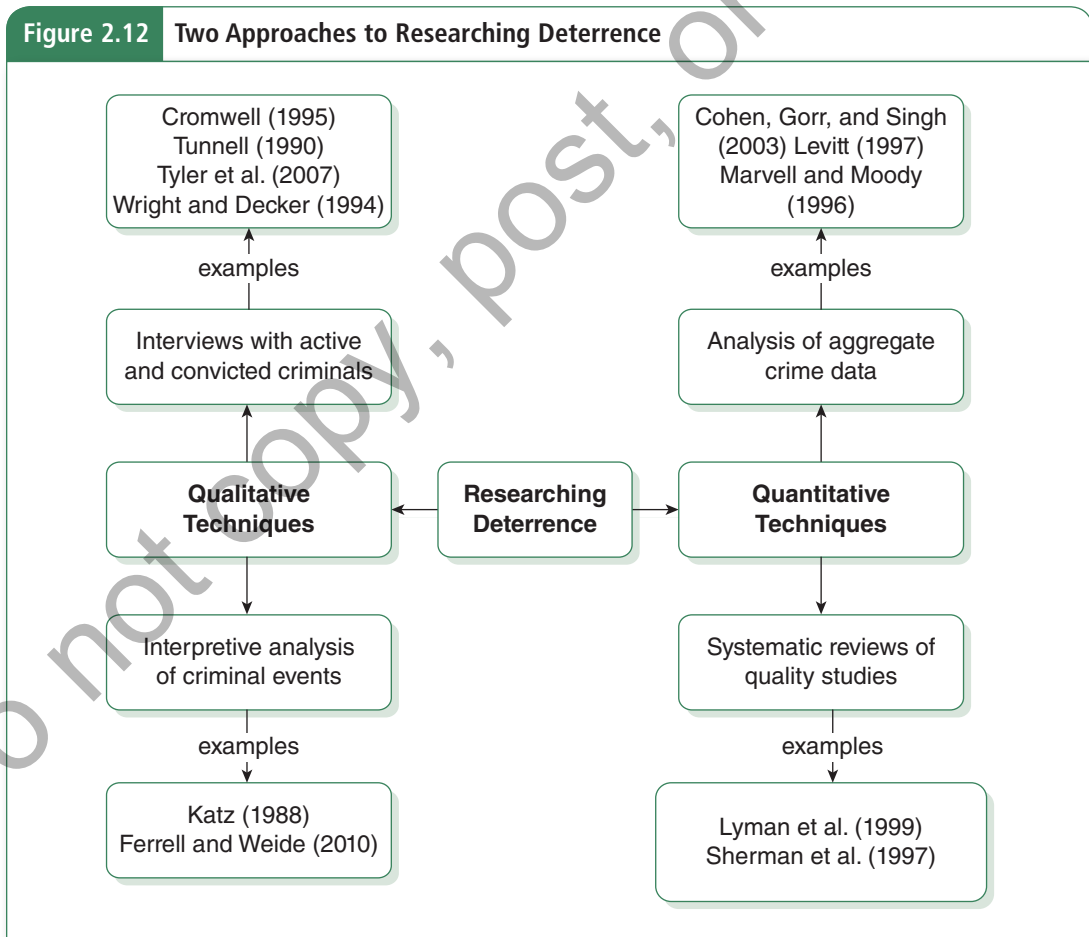 Figure 2.12 Two Approaches to Researching Deterrence
Cromwell (1995)
Tunnell (1990)
Tyler et al. (2007)
Wright and Decker (1994)
Cohen, Gorr, and Singh
(2003) Levitt (1997)
Marvell and Moody
(1996)
examples
examples
Interviews with active
and convicted criminals
Analysis of aggregate
crime data
Qualitative
Techniques
Researching
Deterrence
Quantitative
Techniques
Interpretive analysis
of criminal events
Systematic reviews of
quality studies
examples
examples
Katz (1988)
Ferrell and Weide (2010)
Lyman et al. (1999)
Sherman et al. (1997)
not copy, post,